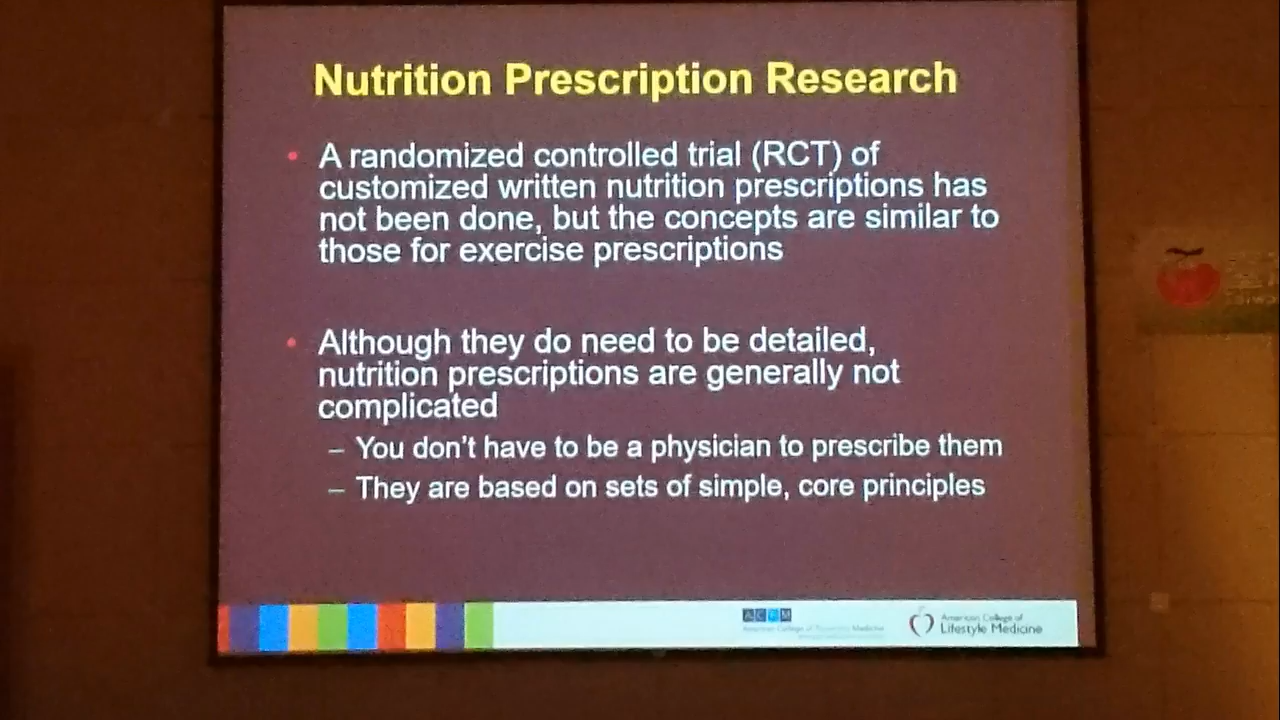 Nutrition Prescription Research
• A randomized controlled trial (RCT) of
customized written nutrition prescriptions has
not been done, but the concepts are similar to
those for exercise prescriptions
• Although they do need to be detailed,
nutrition prescriptions are generally not
complicated
– You don't have to be a physician to prescribe them
– They are based on sets of simple, core principles
American College of
American College of
Lifestyle Medicine